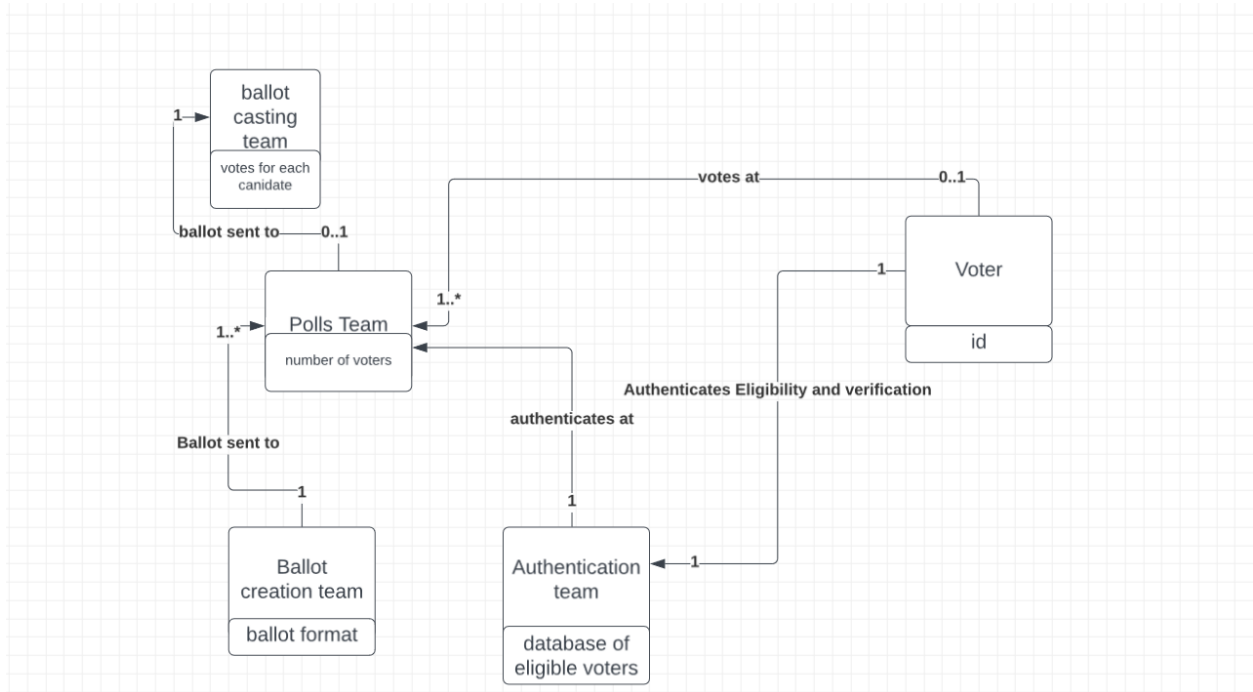 ballot
casting
team
1
votes for each
canidate
votes at
0..1
ballot sent to
0..1
Voter
1
1..*
Polls Team
1..*
id
number of voters
Authenticates Eligibility and verification
authenticates at
Ballot sent to
1
1
Ballot
creation team
Authentication
team
1
ballot format
database of
eligible voters